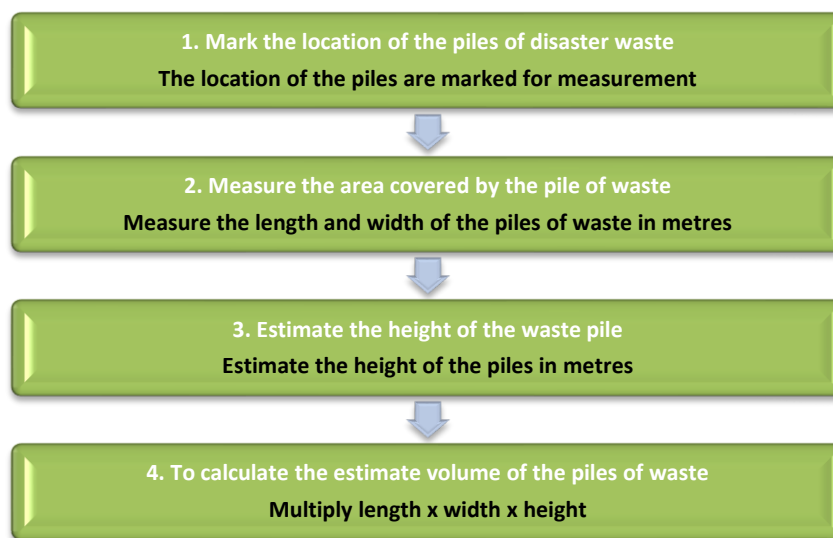 1. Mark the location of the piles of disaster waste
The location of the piles are marked for measurement
2. Measure the area covered by the pile of waste
Measure the length and width of the piles of waste in metres
3. Estimate the height of the waste pile
Estimate the height of the piles in metres
4. To calculate the estimate volume of the piles of waste
Multiply length x width x height